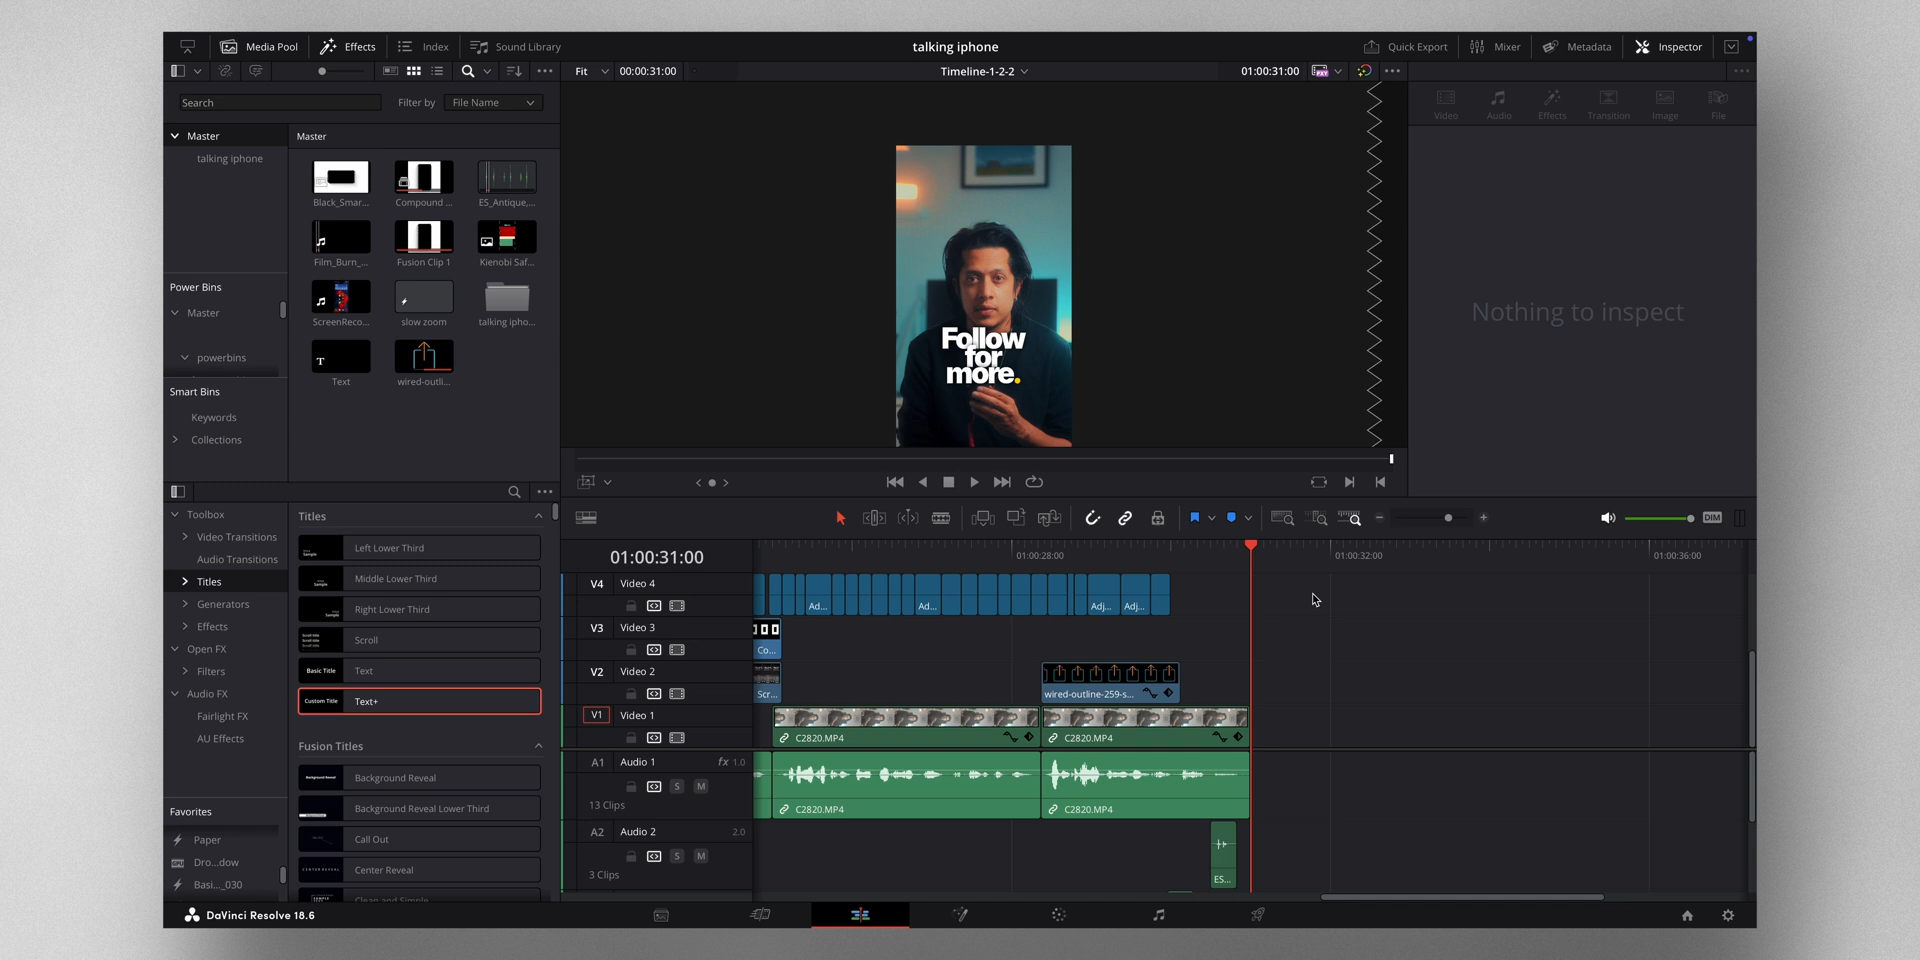 Media Pool
Effects
Index
Sound Library
talking iphone
Quick Export
Mixer
Metadata
Inspector
Fit
00:00:31:00
Timeline-1-2-2
01:00:31:00
Search
Filter by
File Name
Video
Audio
Effects
Transition
Image
File
Master
talking iphone
Master
Black_Smar...
Compound ...
ES_Antique,...
Film_Burn_...
Fusion Clip 1
Kienobi Saf...
ScreenReco...
slow zoom
talking ipho...
Text
wired-outli...
Power Bins
Master
powerbins
Smart Bins
Keywords
Collections
Follow
for
more.
Nothing to inspect
Toolbox
Video Transitions
Audio Transitions
Titles
Generators
Effects
Open FX
Filters
Audio FX
Fairlight FX
AU Effects
Favorites
Paper
Dro...dow
Basi..._030
Titles
Left Lower Third
Middle Lower Third
Right Lower Third
Scroll
Basic Title
Text
Custom Title
Text+
Fusion Titles
Background Reveal
Background Reveal Lower Third
Call Out
CENTER REVEAL
Center Reveal
Clean and Simple
DIM
01:00:31:00
01:00:28:00
01:00:32:00
01:00:36:00
V4
Video 4
Ad...
Ad...
Adj...
Adj...
V3
Video 3
Co...
V2
Video 2
Scr...
wired-outline-259-s...
V1
Video 1
C2820.MP4
C2820.MP4
A1
Audio 1
fx 1.0
S
M
13 Clips
C2820.MP4
C2820.MP4
A2
Audio 2
2.0
S
M
3 Clips
ES...
DaVinci Resolve 18.6